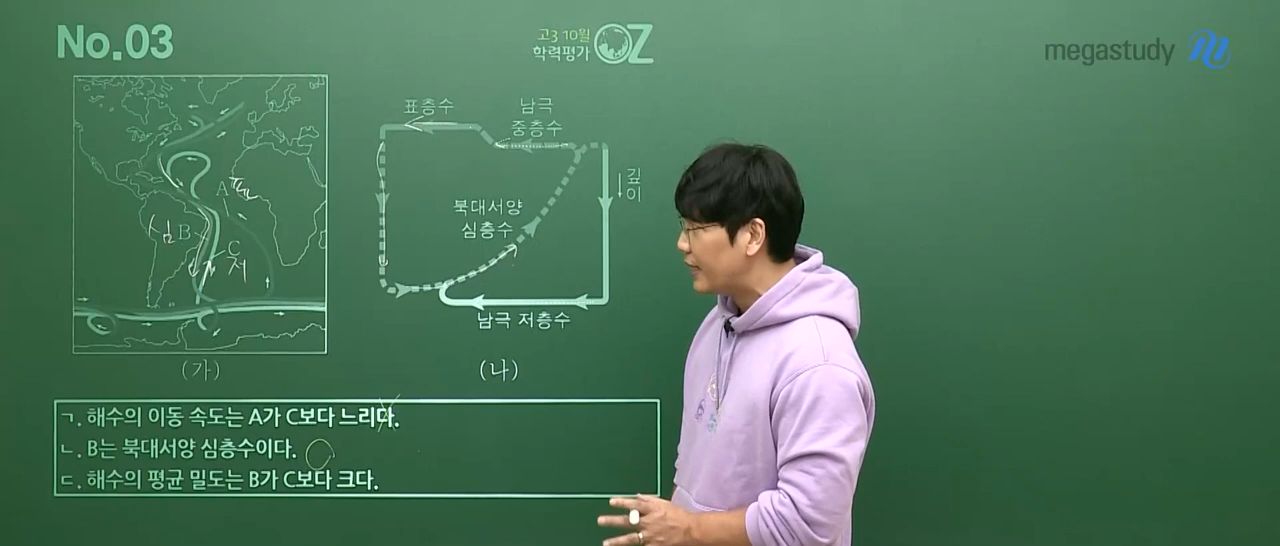 No.03
고3 10월
학력평가 OZ
megastudy
표층수
남극
중층수
깊이
북대서양
심층수
남극 저층수
A 표
심 B
C
저
(가)
(나)
ㄱ. 해수의 이동 속도는 A가 C보다 느리다.
ㄴ. B는 북대서양 심층수이다.
ㄷ. 해수의 평균 밀도는 B가 C보다 크다.